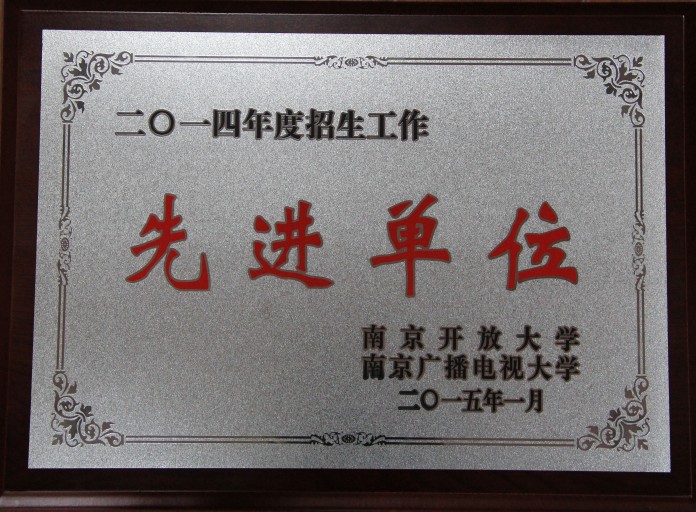 二〇一四年度招生工作
先进单位
南京开放大学
南京广播电视大学
二〇一五年一月